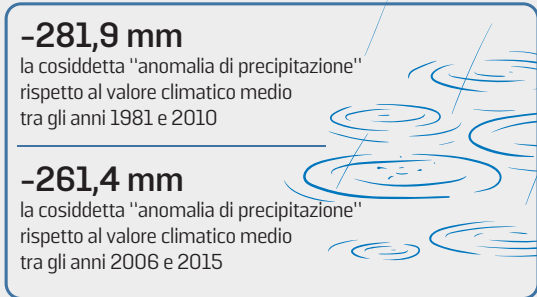 -281,9 mm
la cosiddetta "anomalia di precipitazione"
rispetto al valore climatico medio
tra gli anni 1981 e 2010
-261,4 mm
la cosiddetta "anomalia di precipitazione"
rispetto al valore climatico medio
tra gli anni 2006 e 2015